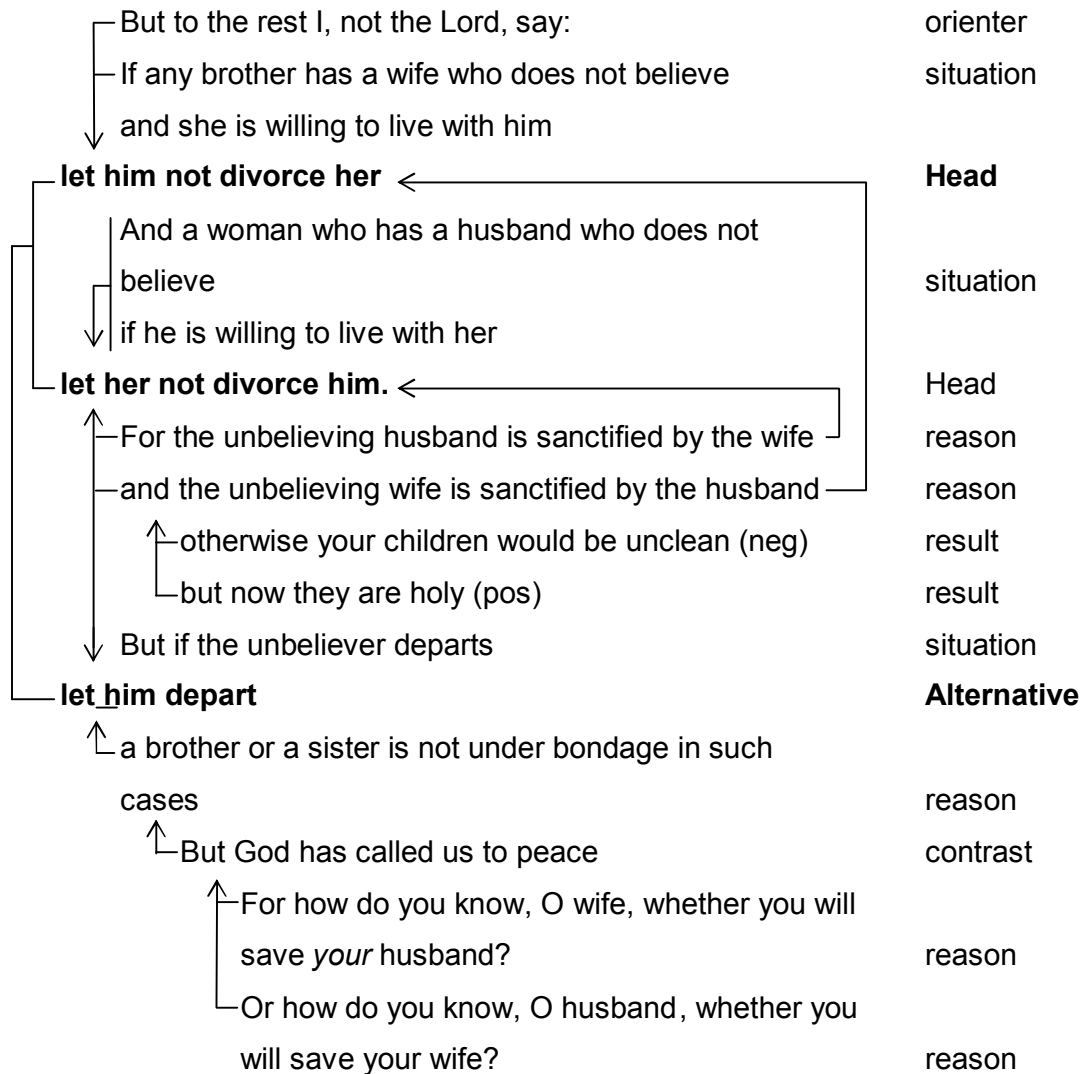 But to the rest I, not the Lord, say: orienter
If any brother has a wife who does not believe situation
and she is willing to live with him
let him not divorce her Head
And a woman who has a husband who does not
believe situation
if he is willing to live with her
let her not divorce him. Head
For the unbelieving husband is sanctified by the wife reason
and the unbelieving wife is sanctified by the husband reason
otherwise your children would be unclean (neg) result
but now they are holy (pos) result
But if the unbeliever departs situation
let him depart Alternative
a brother or a sister is not under bondage in such
cases reason
But God has called us to peace contrast
For how do you know, O wife, whether you will
save your husband? reason
Or how do you know, O husband, whether you
will save your wife? reason